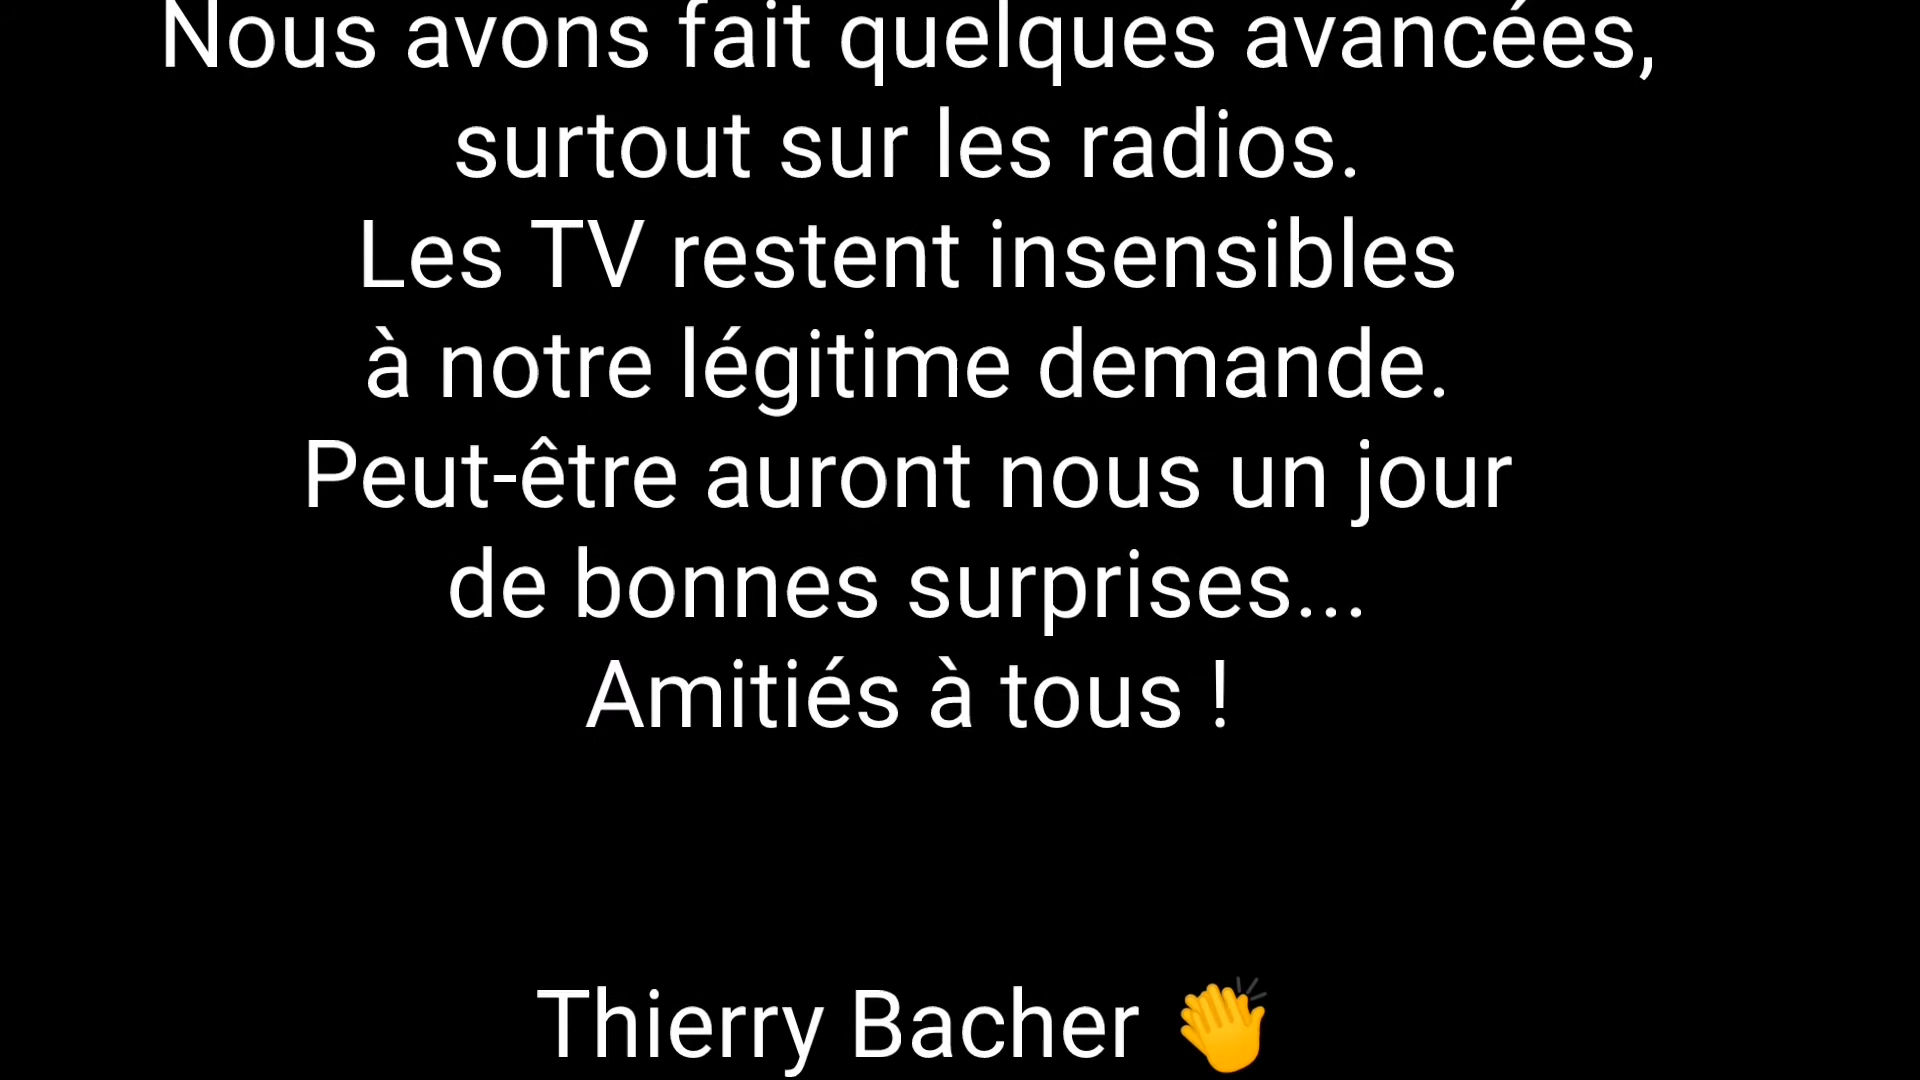 Nous avons fait quelques avancées,
surtout sur les radios.
Les TV restent insensibles
à notre légitime demande.
Peut-être auront nous un jour
de bonnes surprises...
Amitiés à tous !
Thierry Bacher 👏